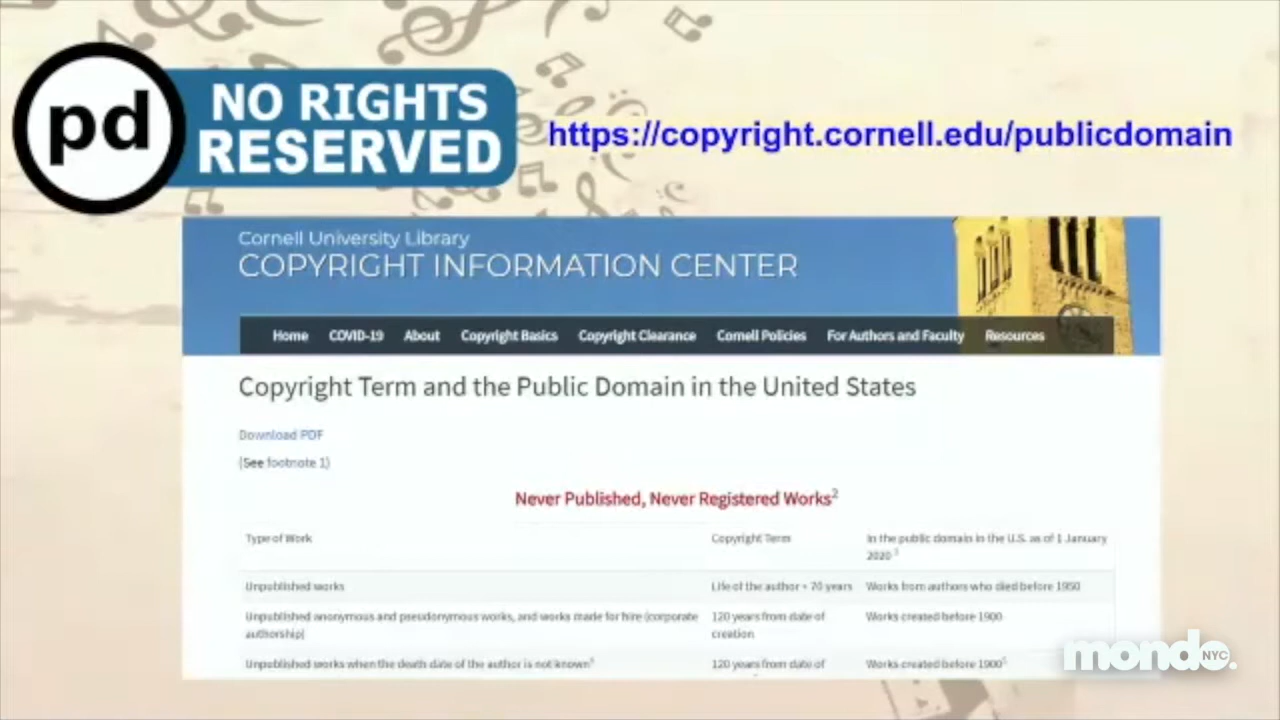 pd
NO RIGHTS
RESERVED
https://copyright.cornell.edu/publicdomain
Cornell University Library
COPYRIGHT INFORMATION CENTER
Home COVID-19 About Copyright Basics Copyright Clearance Cornell Policies For Authors and Faculty Resources
Copyright Term and the Public Domain in the United States
Download PDF
(See footnote 1)
Never Published, Never Registered Works2
Type of Work Copyright Term In the public domain in the U.S. as of 1 January
2020 3
Unpublished works Life of the author + 70 years Works from authors who died before 1950
Unpublished anonymous and pseudonymous works, and works made for hire (corporate 120 years from date of Works created before 1900
authorship) creation
Unpublished works when the death date of the author is not known4 120 years from date of Works created before 19005
mondo.NYC